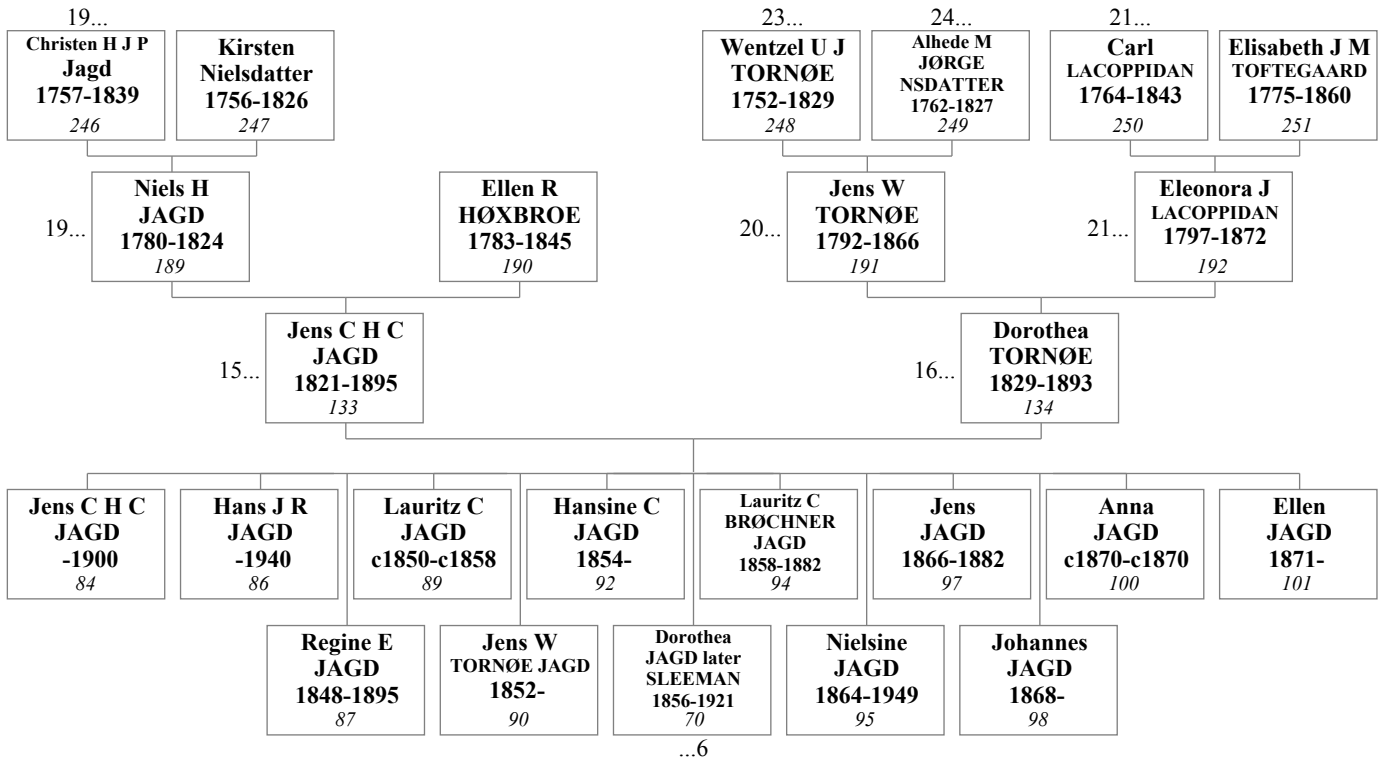 19...
Christen H J P
Jagd
1757-1839
246
Kirsten
Nielsdatter
1756-1826
247
23...
Wentzel U J
TORNØE
1752-1829
248
24...
Alhede M
JØRGE
NSDATTER
1762-1827
249
21...
Carl
LACOPPIDAN
1764-1843
250
Elisabeth J M
TOFTEGAARD
1775-1860
251
19...
Niels H
JAGD
1780-1824
189
Ellen R
HØXBROE
1783-1845
190
20...
Jens W
TORNØE
1792-1866
191
21...
Eleonora J
LACOPPIDAN
1797-1872
192
15...
Jens C H C
JAGD
1821-1895
133
16...
Dorothea
TORNØE
1829-1893
134
Jens C H C
JAGD
-1900
84
Hans J R
JAGD
-1940
86
Lauritz C
JAGD
c1850-c1858
89
Hansine C
JAGD
1854-
92
Lauritz C
BRØCHNER
JAGD
1858-1882
94
Jens
JAGD
1866-1882
97
Anna
JAGD
c1870-c1870
100
Ellen
JAGD
1871-
101
Regine E
JAGD
1848-1895
87
Jens W
TORNØE JAGD
1852-
90
Dorothea
JAGD later
SLEEMAN
1856-1921
70
Nielsine
JAGD
1864-1949
95
Johannes
JAGD
1868-
98
...6